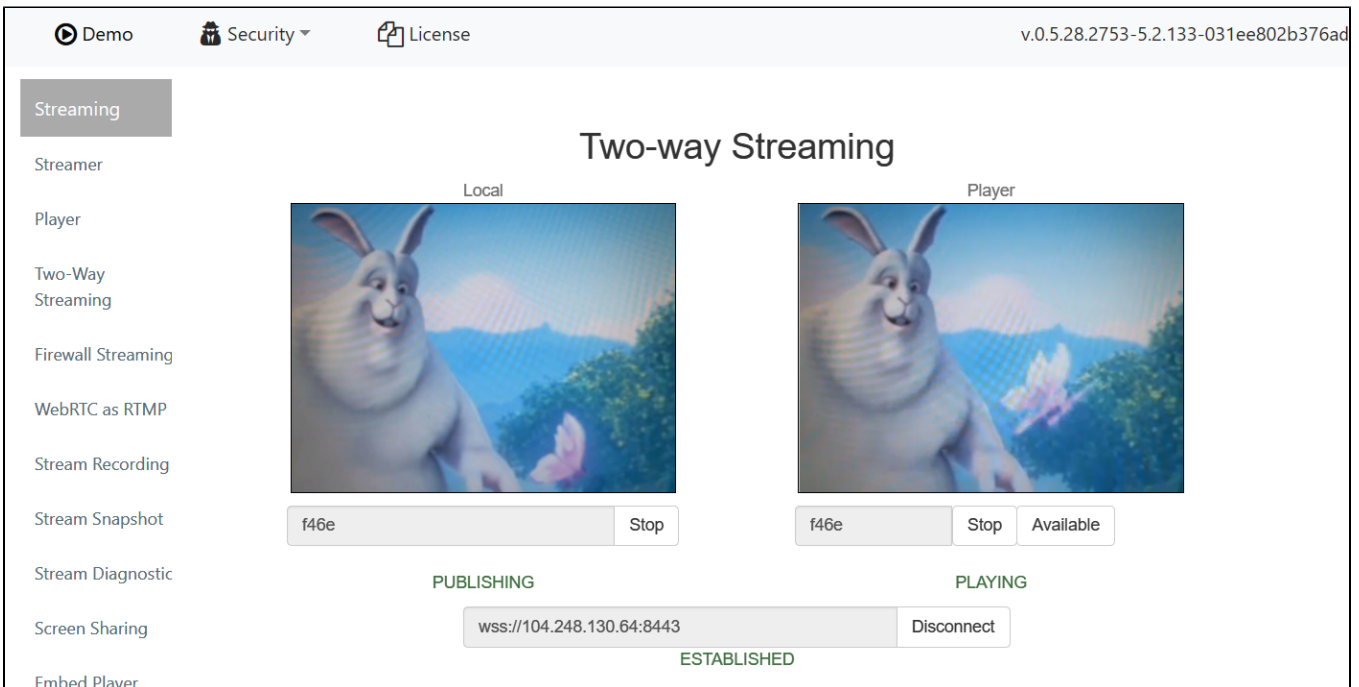 Demo Security License v.0.5.28.2753-5.2.133-031ee802b376ad
Streaming
Streamer
Player
Two-Way
Streaming
Firewall Streaming
WebRTC as RTMP
Stream Recording
Stream Snapshot
Stream Diagnostic
Screen Sharing
Embed Player
Two-way Streaming
Local Player
f46e Stop f46e Stop Available
PUBLISHING PLAYING
wss://104.248.130.64:8443 Disconnect
ESTABLISHED